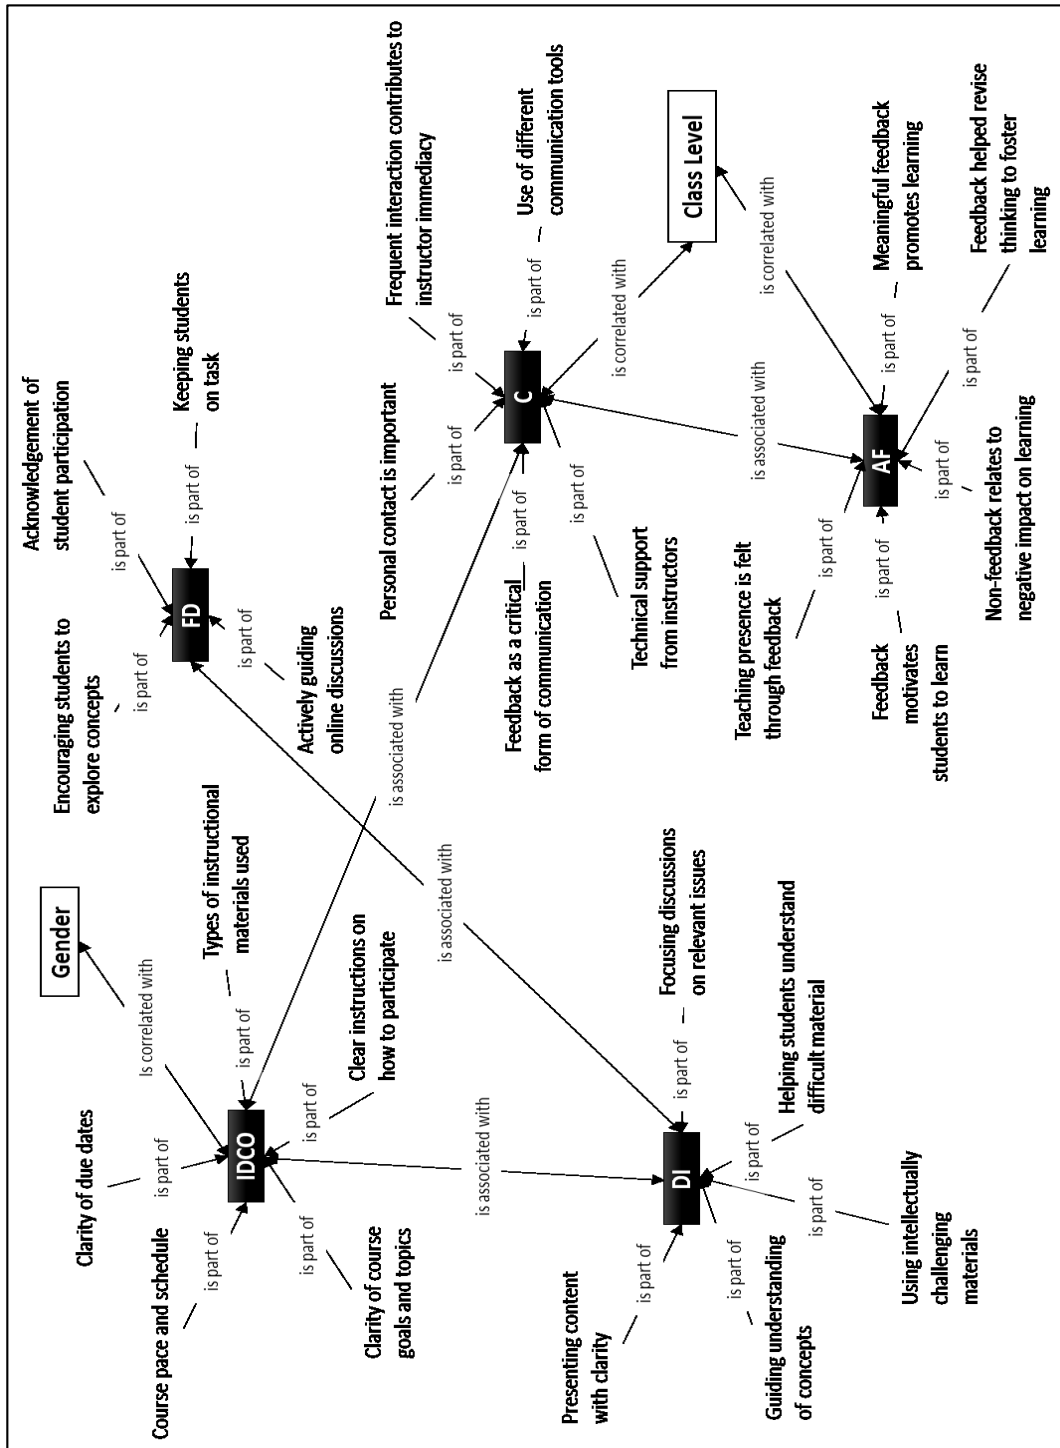 Gender
Is correlated with
Clarity of due dates
is part of
Course pace and schedule
is part of
IDCO
is part of
Types of instructional
materials used
is part of
Clear instructions on
how to participate
is part of
Clarity of course
goals and topics
Encouraging students to
explore concepts
is part of
Acknowledgement of
student participation
is part of
FD
is part of
Keeping students
on task
is part of
Actively guiding
online discussions
is associated with
is associated with
is associated with
Personal contact is important
is part of
Frequent interaction contributes to
instructor immediacy
is part of
C
is part of
Use of different
communication tools
is part of
Feedback as a critical
form of communication
is part of
Technical support
from instructors
is correlated with
Class Level
is correlated with
is associated with
Presenting content
with clarity
is part of
DI
is part of
Focusing discussions
on relevant issues
is part of
Helping students understand
difficult material
is part of
Guiding understanding
of concepts
is part of
Using intellectually
challenging
materials
Teaching presence is felt
through feedback
is part of
AF
is part of
Meaningful feedback
promotes learning
is part of
Feedback
motivates
students to learn
is part of
Non-feedback relates to
negative impact on learning
is part of
Feedback helped revise
thinking to foster
learning